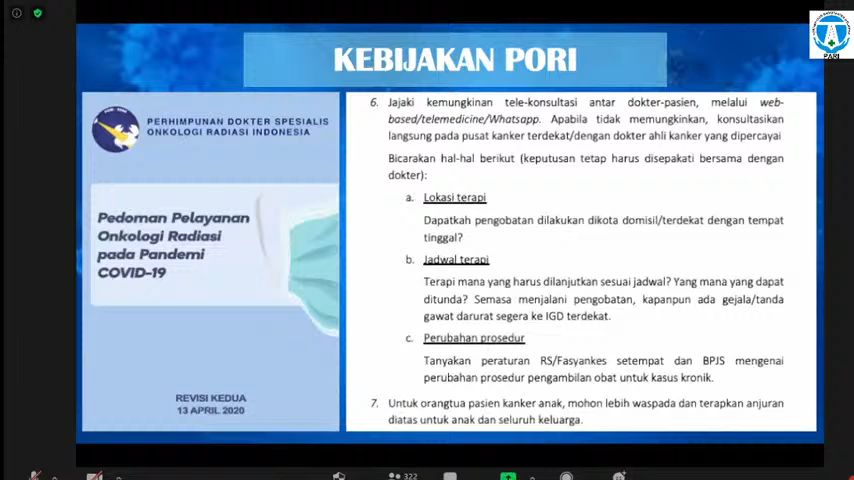 KEBIJAKAN PORI
PARI
PERHIMPUNAN DOKTER SPESIALIS
ONKOLOGI RADIASI INDONESIA
Pedoman Pelayanan
Onkologi Radiasi
pada Pandemi
COVID-19
REVISI KEDUA
13 APRIL 2020
6. Jajaki kemungkinan tele-konsultasi antar dokter-pasien, melalui web-
based/telemedicine/Whatsapp. Apabila tidak memungkinkan, konsultasikan
langsung pada pusat kanker terdekat/dengan dokter ahli kanker yang dipercayai
Bicarakan hal-hal berikut (keputusan tetap harus disepakati bersama dengan
dokter):
a. Lokasi terapi
Dapatkah pengobatan dilakukan dikota domisil/terdekat dengan tempat
tinggal?
b. Jadwal terapi
Terapi mana yang harus dilanjutkan sesuai jadwal? Yang mana yang dapat
ditunda? Semasa menjalani pengobatan, kapanpun ada gejala/tanda
gawat darurat segera ke IGD terdekat.
c. Perubahan prosedur
Tanyakan peraturan RS/Fasyankes setempat dan BPJS mengenai
perubahan prosedur pengambilan obat untuk kasus kronik.
7. Untuk orangtua pasien kanker anak, mohon lebih waspada dan terapkan anjuran
diatas untuk anak dan seluruh keluarga.
322